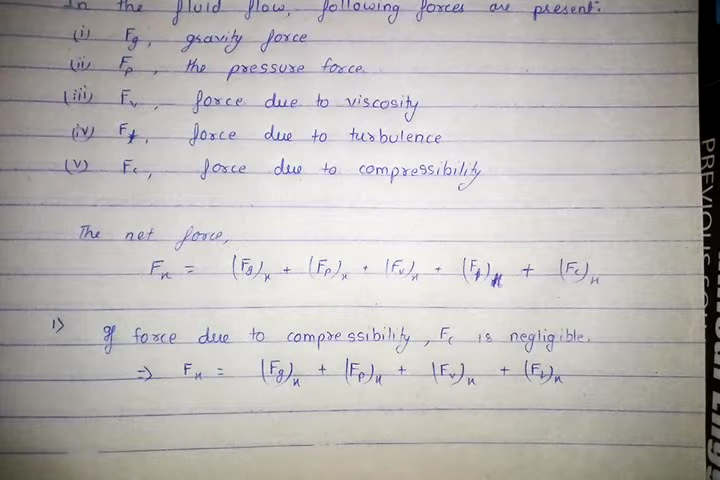 In the fluid flow, following forces are present:
(i) Fg, gravity force
(ii) Fp, the pressure force.
(iii) Fv, force due to viscosity
(iv) Ft, force due to turbulence
(v) Fc, force due to compressibility
The net force,
Fx = (Fg)x + (Fp)x + (Fv)x + (Ft)x + (Fc)x
1) If force due to compressibility, Fc is negligible.
=> Fx = (Fg)x + (Fp)x + (Fv)x + (Ft)x
PREVIOUS